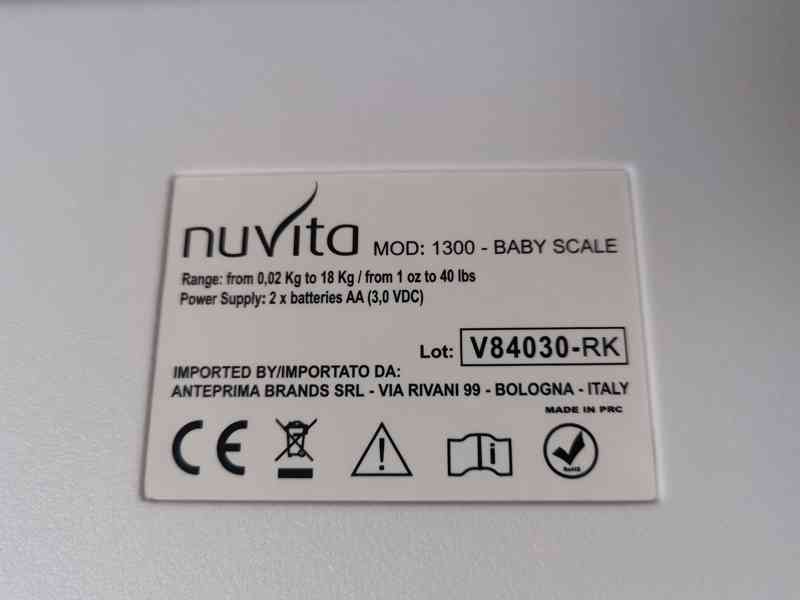 nuvita MOD: 1300 - BABY SCALE
Range: from 0,02 Kg to 18 Kg / from 1 oz to 40 lbs
Power Supply: 2 x batteries AA (3,0 VDC)
Lot: V84030-RK
IMPORTED BY/IMPORTATO DA:
ANTEPRIMA BRANDS SRL - VIA RIVANI 99 - BOLOGNA - ITALY
MADE IN PRC
CE
RoHS